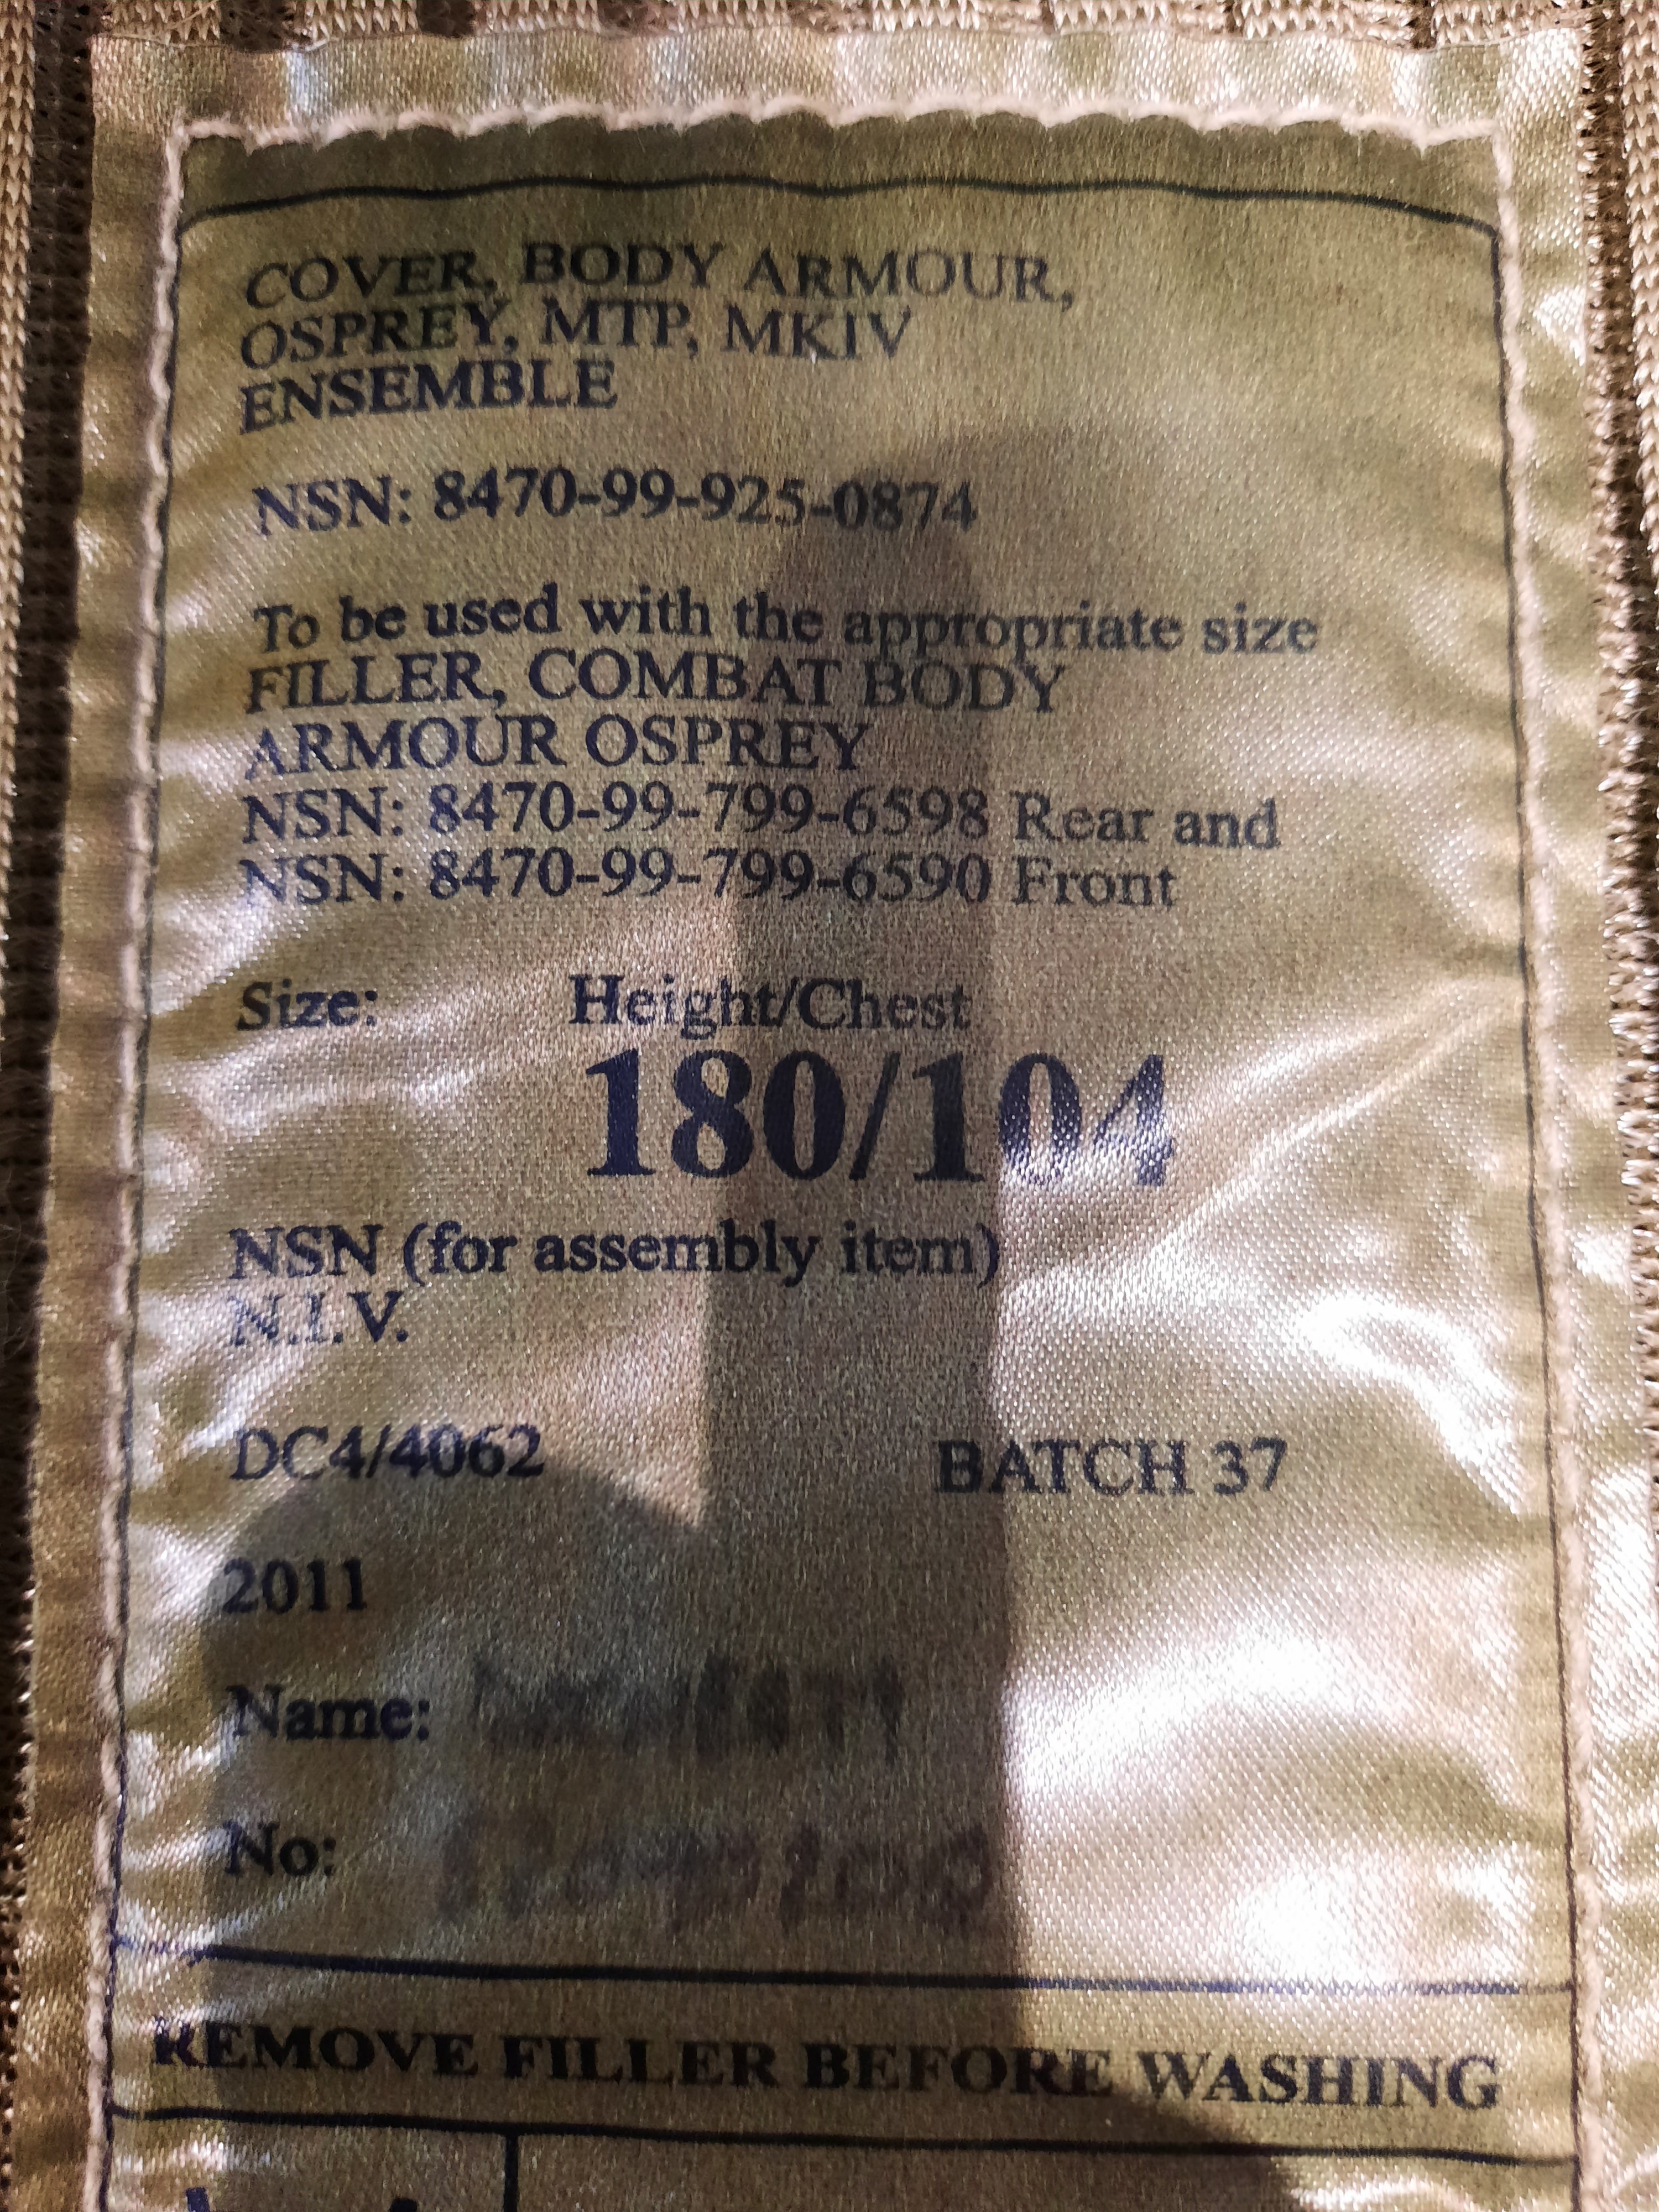 COVER, BODY ARMOUR,
OSPREY, MTP, MKIV
ENSEMBLE
NSN: 8470-99-925-0874
To be used with the appropriate size
FILLER, COMBAT BODY
ARMOUR OSPREY
NSN: 8470-99-799-6598 Rear and
NSN: 8470-99-799-6590 Front
Size: Height/Chest
180/104
NSN (for assembly item)
N.I.V.
DC4/4062 BATCH 37
2011
Name:
No:
REMOVE FILLER BEFORE WASHING